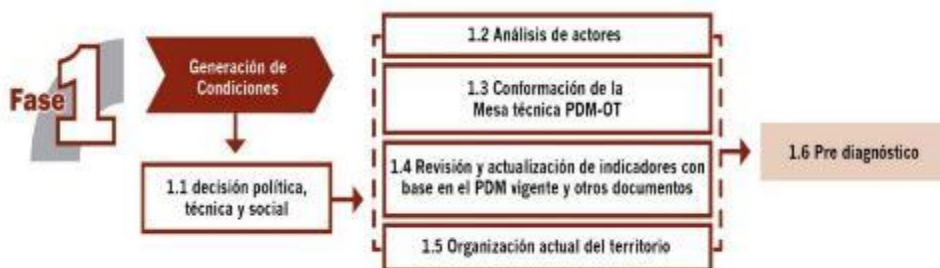 Fase 1
Generación de
Condiciones
1.1 decisión política,
técnica y social
1.2 Análisis de actores
1.3 Conformación de la
Mesa técnica PDM-OT
1.4 Revisión y actualización de indicadores con
base en el PDM vigente y otros documentos
1.5 Organización actual del territorio
1.6 Pre diagnóstico